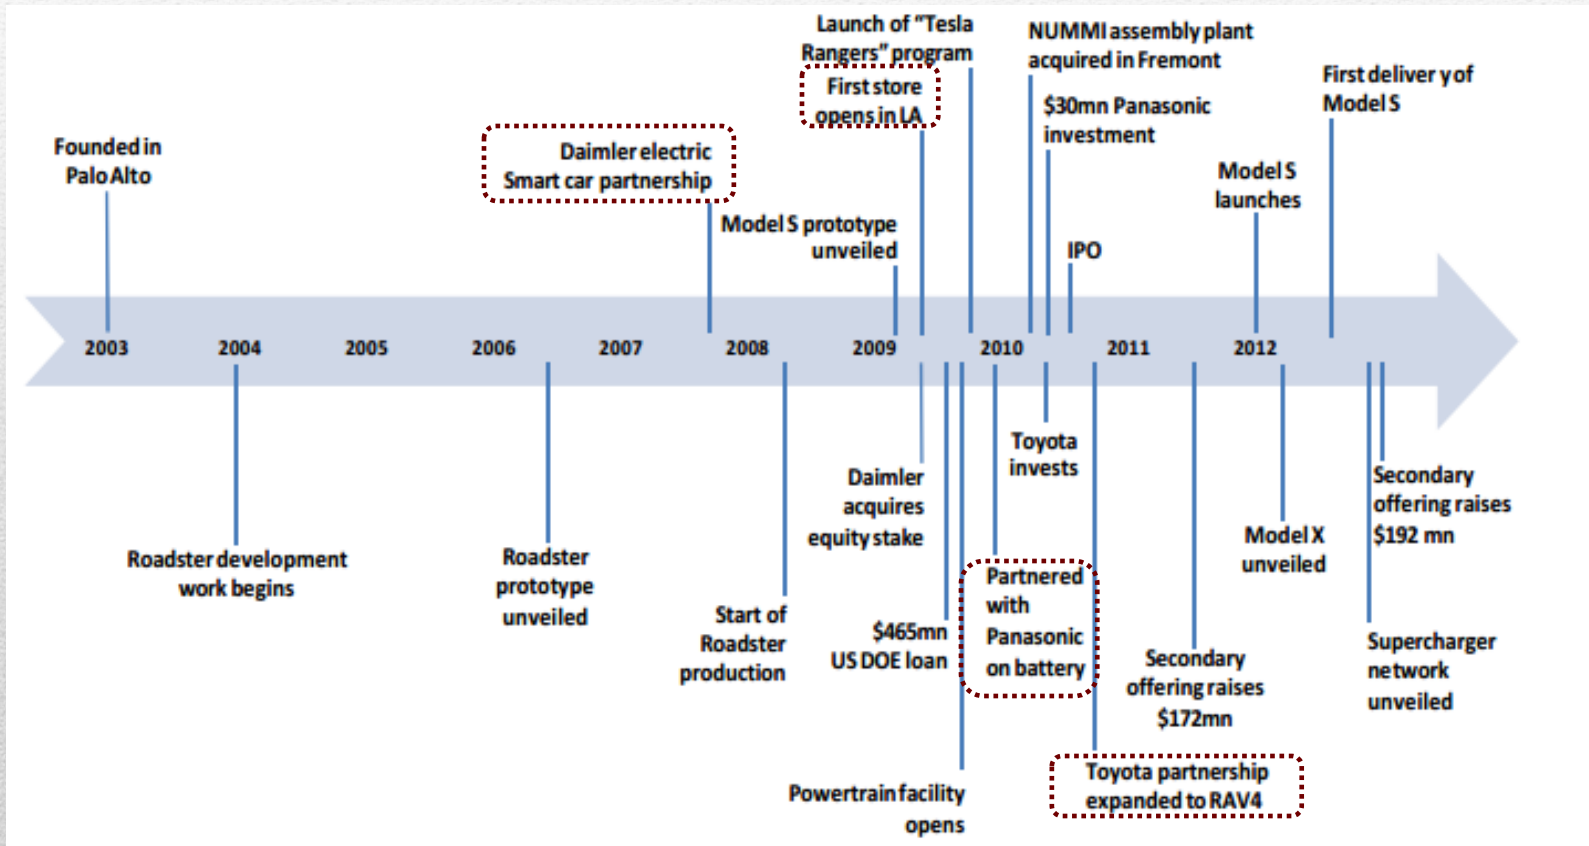 Launch of "Tesla
Rangers" program
First store
opens in LA
NUMMI assembly plant
acquired in Fremont
$30mn Panasonic
investment
First delivery of
Model S
Founded in
Palo Alto
Daimler electric
Smart car partnership
Model S prototype
unveiled
IPO
Model S
launches
2003
2004
2005
2006
2007
2008
2009
2010
2011
2012
Roadster development
work begins
Roadster
prototype
unveiled
Start of
Roadster
production
Daimler
acquires
equity stake
$465mn
US DOE loan
Powertrain facility
opens
Partnered
with
Panasonic
on battery
Toyota
invests
Toyota partnership
expanded to RAV4
Secondary
offering raises
$172mn
Model X
unveiled
Secondary
offering raises
$192 mn
Supercharger
network
unveiled